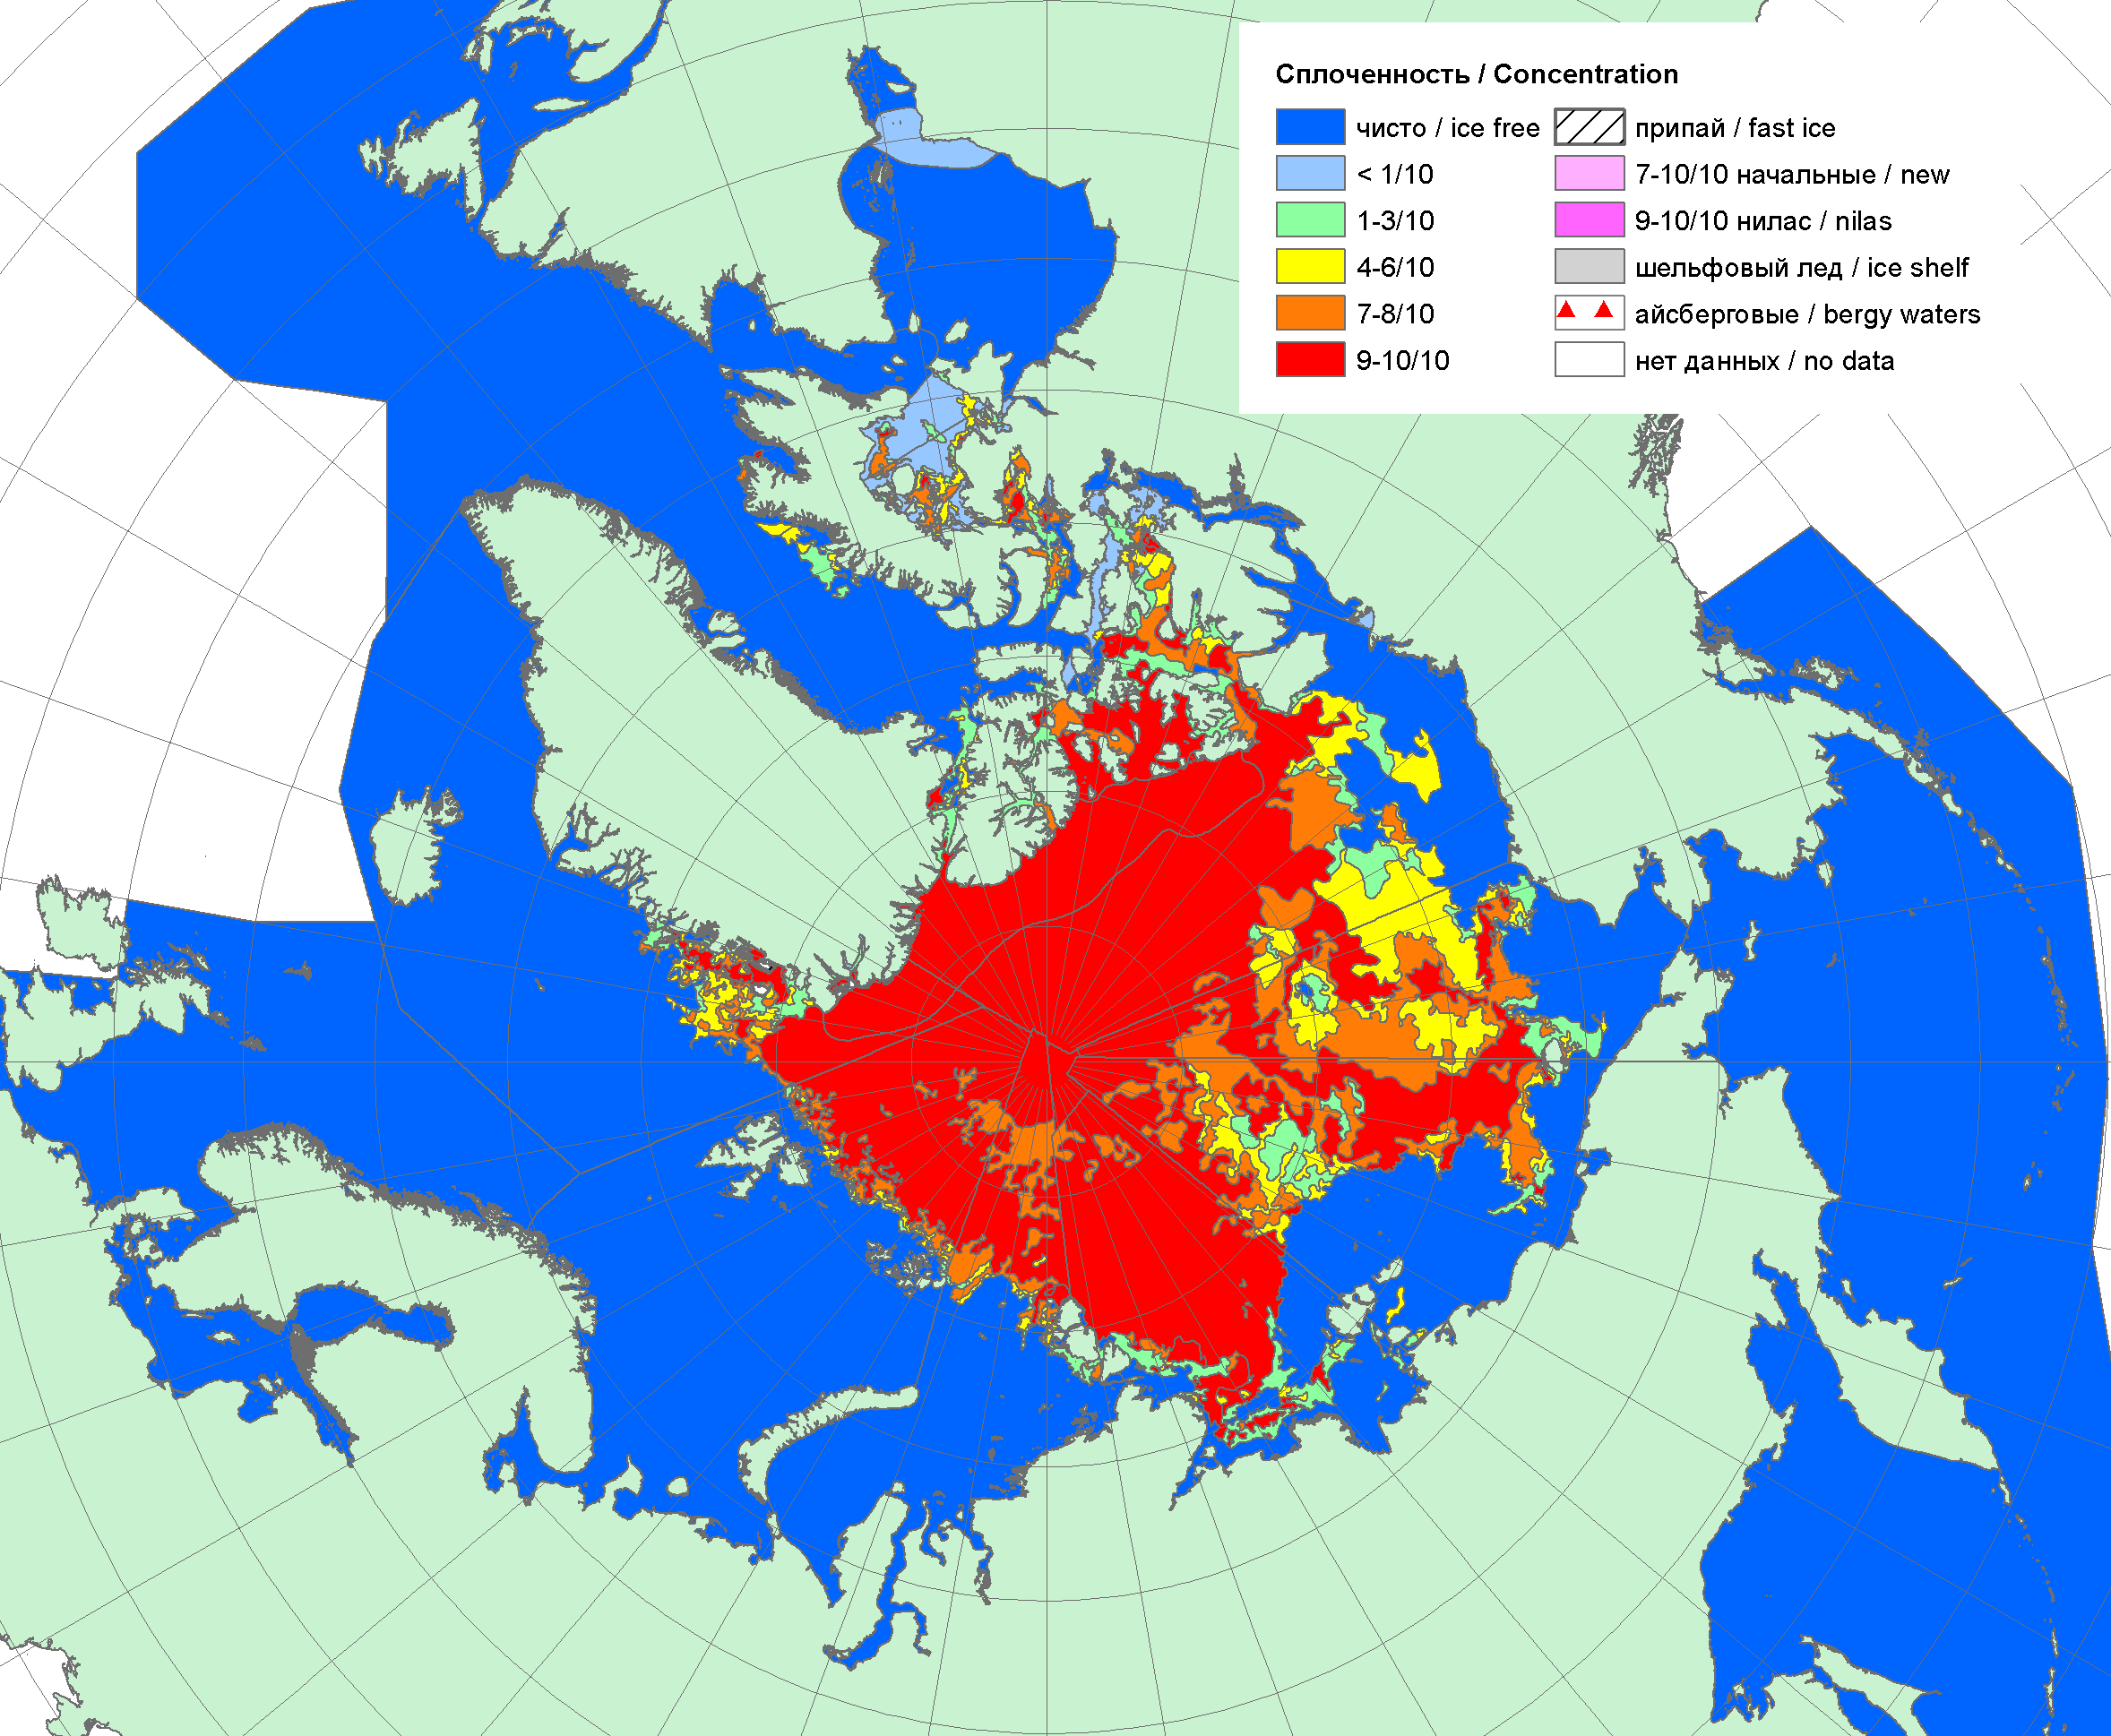 Сплоченность / Concentration
чисто / ice free
< 1/10
1-3/10
4-6/10
7-8/10
9-10/10
припай / fast ice
7-10/10 начальные / new
9-10/10 нилас / nilas
шельфовый лед / ice shelf
айсберговые / bergy waters
нет данных / no data